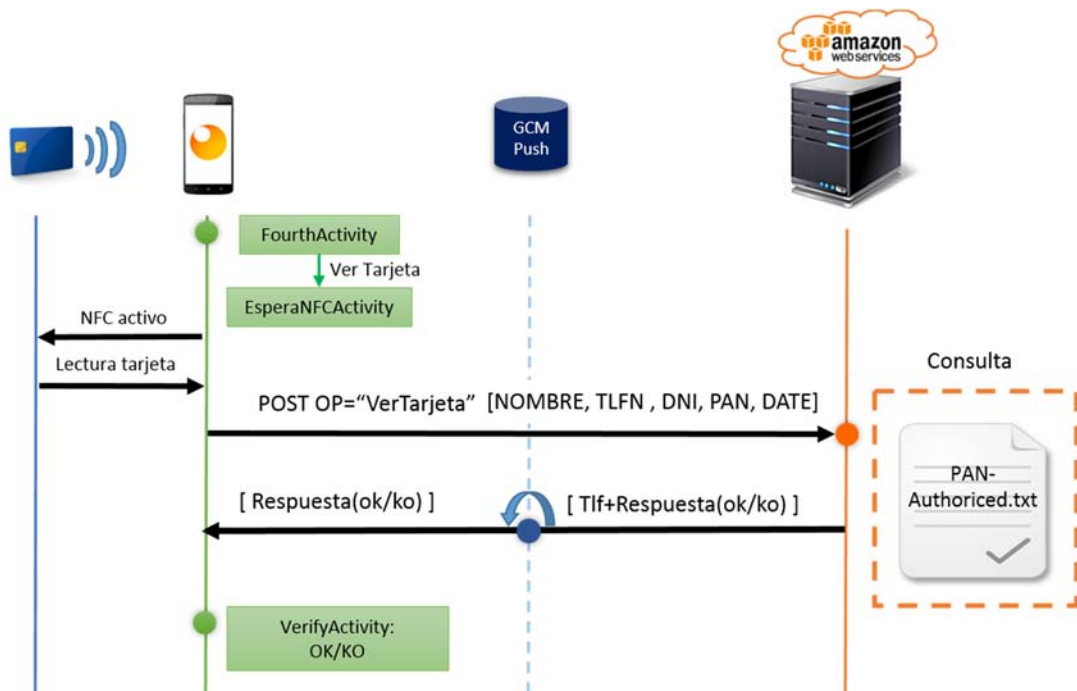 amazon
webservices
GCM
Push
FourthActivity
Ver Tarjeta
EsperaNFCActivity
NFC activo
Lectura tarjeta
Consulta
POST OP="VerTarjeta" [NOMBRE, TLFN , DNI, PAN, DATE]
PAN-
Authoriced.txt
[ Respuesta(ok/ko) ]
[ Tlf+Respuesta(ok/ko) ]
VerifyActivity:
OK/KO